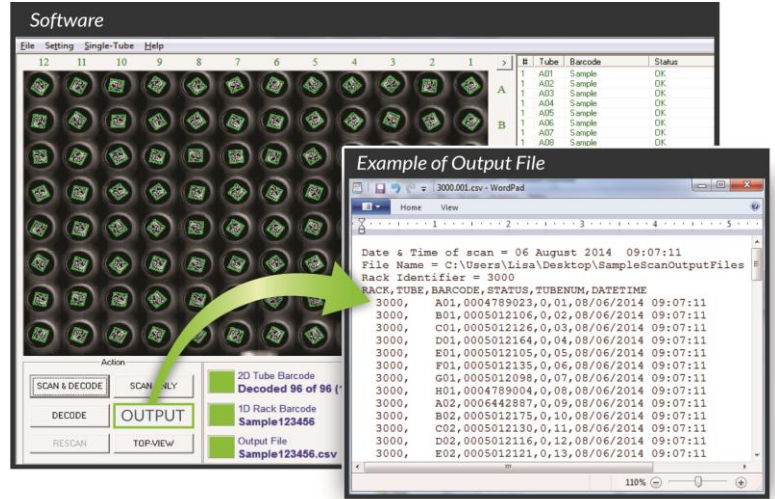 Software
File Setting Single-Tube Help
12 11 10 9 8 7 6 5 4 3 2 1 >
A
B
# Tube Barcode Status
1 A01 Sample OK
1 A02 Sample OK
1 A03 Sample OK
1 A04 Sample OK
1 A05 Sample OK
1 A06 Sample OK
1 A07 Sample OK
1 A08 Sample OK
Action
SCAN & DECODE
DECODE OUTPUT
RESCAN TOP-VIEW
2D Tube Barcode
Decoded 96 of 96
1D Rack Barcode
Sample123456
Output File
Sample123456.csv
Example of Output File
3000.001.csv - WordPad
Home View
1 2 3 4 5
Date & Time of scan = 06 August 2014 09:07:11
File Name = C:\Users\Lisa\Desktop\SampleScanOutputFiles
Rack Identifier = 3000
RACK,TUBE,BARCODE,STATUS,TUBENUM,DATETIME
3000, A01,0004789023,0,01,08/06/2014 09:07:11
3000, B01,0005012106,0,02,08/06/2014 09:07:11
3000, C01,0005012126,0,03,08/06/2014 09:07:11
3000, D01,0005012164,0,04,08/06/2014 09:07:11
3000, E01,0005012105,0,05,08/06/2014 09:07:11
3000, F01,0005012135,0,06,08/06/2014 09:07:11
3000, G01,0005012098,0,07,08/06/2014 09:07:11
3000, H01,0004789004,0,08,08/06/2014 09:07:11
3000, A02,0006442887,0,09,08/06/2014 09:07:11
3000, B02,0005012175,0,10,08/06/2014 09:07:11
3000, C02,0005012130,0,11,08/06/2014 09:07:11
3000, D02,0005012116,0,12,08/06/2014 09:07:11
3000, E02,0005012121,0,13,08/06/2014 09:07:11
110%